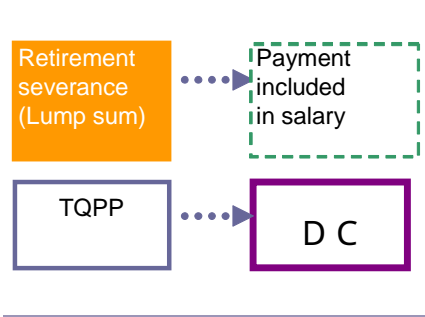 Retirement
severance
(Lump sum)
Payment
included
in salary
TQPP
D C